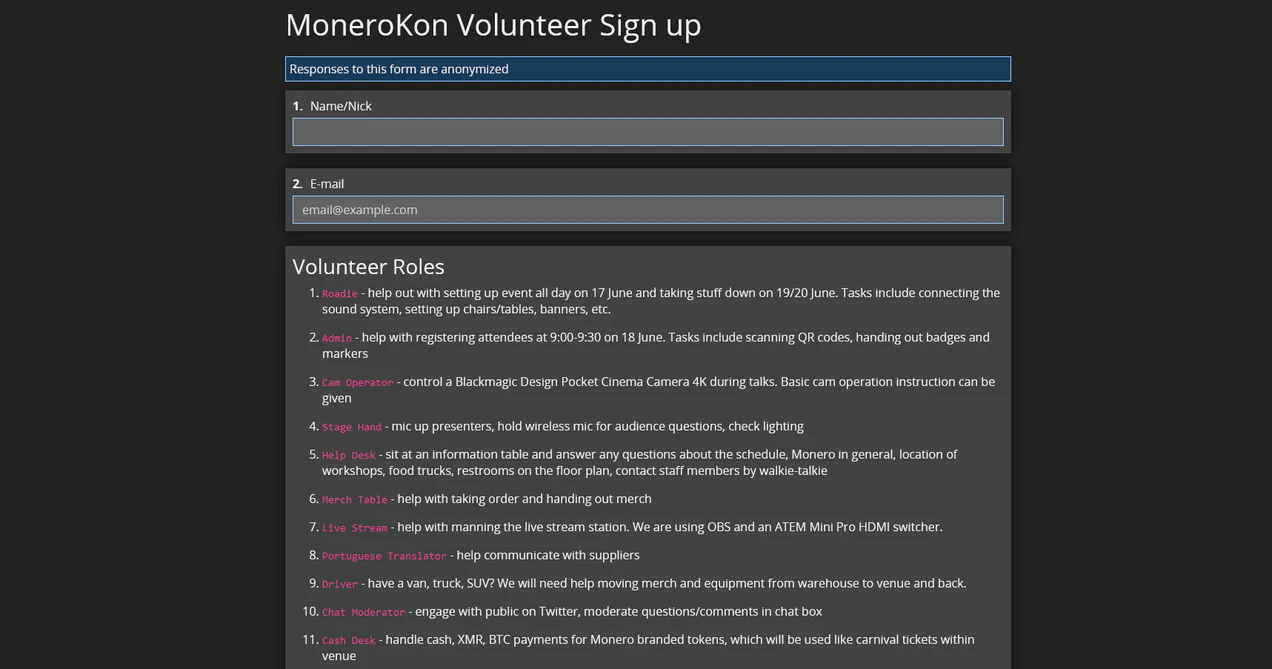 MoneroKon Volunteer Sign up
Responses to this form are anonymized
1. Name/Nick
2. E-mail
email@example.com
Volunteer Roles
1. Roadie - help out with setting up event all day on 17 June and taking stuff down on 19/20 June. Tasks include connecting the
sound system, setting up chairs/tables, banners, etc.
2. Admin - help with registering attendees at 9:00-9:30 on 18 June. Tasks include scanning QR codes, handing out badges and
markers
3. Cam Operator - control a Blackmagic Design Pocket Cinema Camera 4K during talks. Basic cam operation instruction can be
given
4. Stage Hand - mic up presenters, hold wireless mic for audience questions, check lighting
5. Help Desk - sit at an information table and answer any questions about the schedule, Monero in general, location of
workshops, food trucks, restrooms on the floor plan, contact staff members by walkie-talkie
6. Merch Table - help with taking order and handing out merch
7. Live Stream - help with manning the live stream station. We are using OBS and an ATEM Mini Pro HDMI switcher.
8. Portuguese Translator - help communicate with suppliers
9. Driver - have a van, truck, SUV? We will need help moving merch and equipment from warehouse to venue and back.
10. Chat Moderator - engage with public on Twitter, moderate questions/comments in chat box
11. Cash Desk - handle cash, XMR, BTC payments for Monero branded tokens, which will be used like carnival tickets within
venue